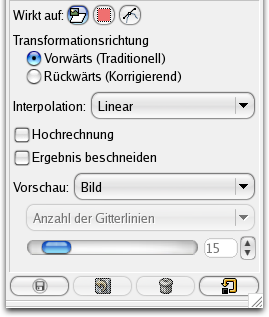 Wirkt auf:
Transformationsrichtung
Vorwärts (Traditionell)
Rückwärts (Korrigierend)
Interpolation: Linear
Hochrechnung
Ergebnis beschneiden
Vorschau: Bild
Anzahl der Gitterlinien
15